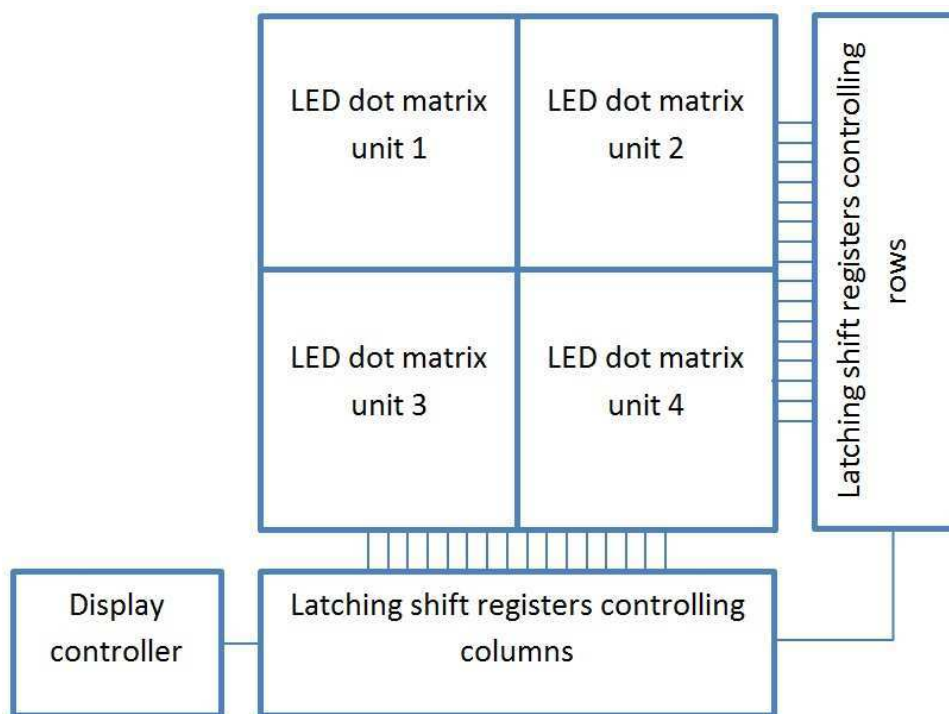 LED dot matrix
unit 1
LED dot matrix
unit 2
Latching shift registers controlling
rows
LED dot matrix
unit 3
LED dot matrix
unit 4
Display
controller
Latching shift registers controlling
columns